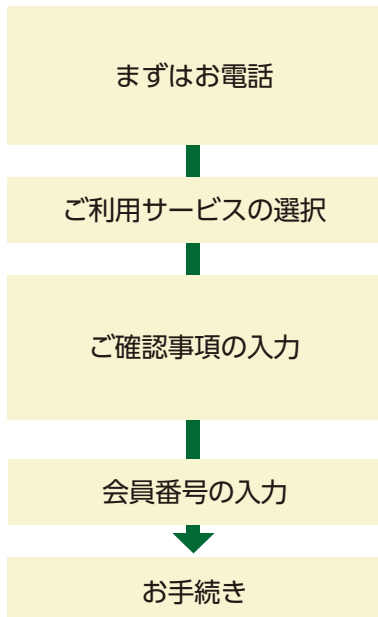 まずはお電話
ご利用サービスの選択
ご確認事項の入力
会員番号の入力
お手続き